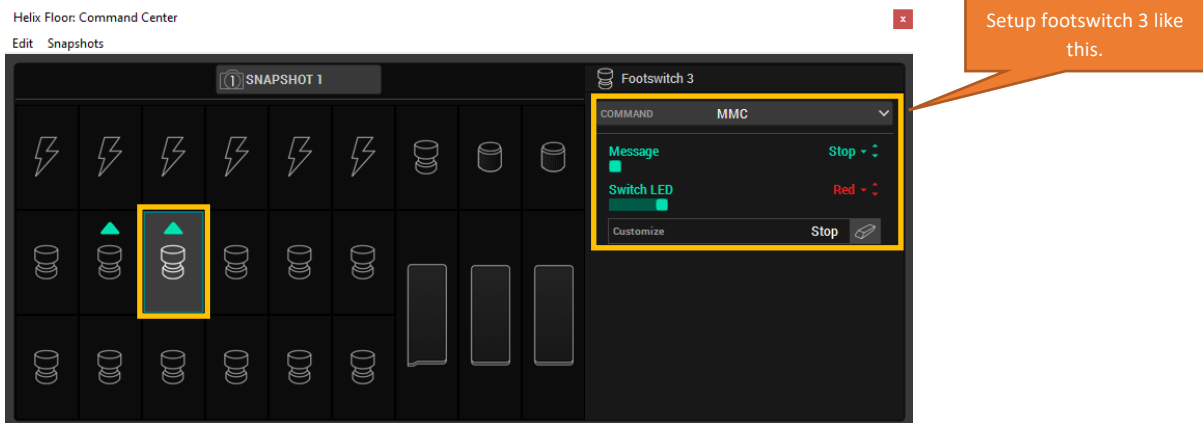 Helix Floor: Command Center
x
Edit Snapshots
1 SNAPSHOT 1
Footswitch 3
COMMAND MMC
Message Stop
Switch LED Red
Customize Stop
Setup footswitch 3 like
this.